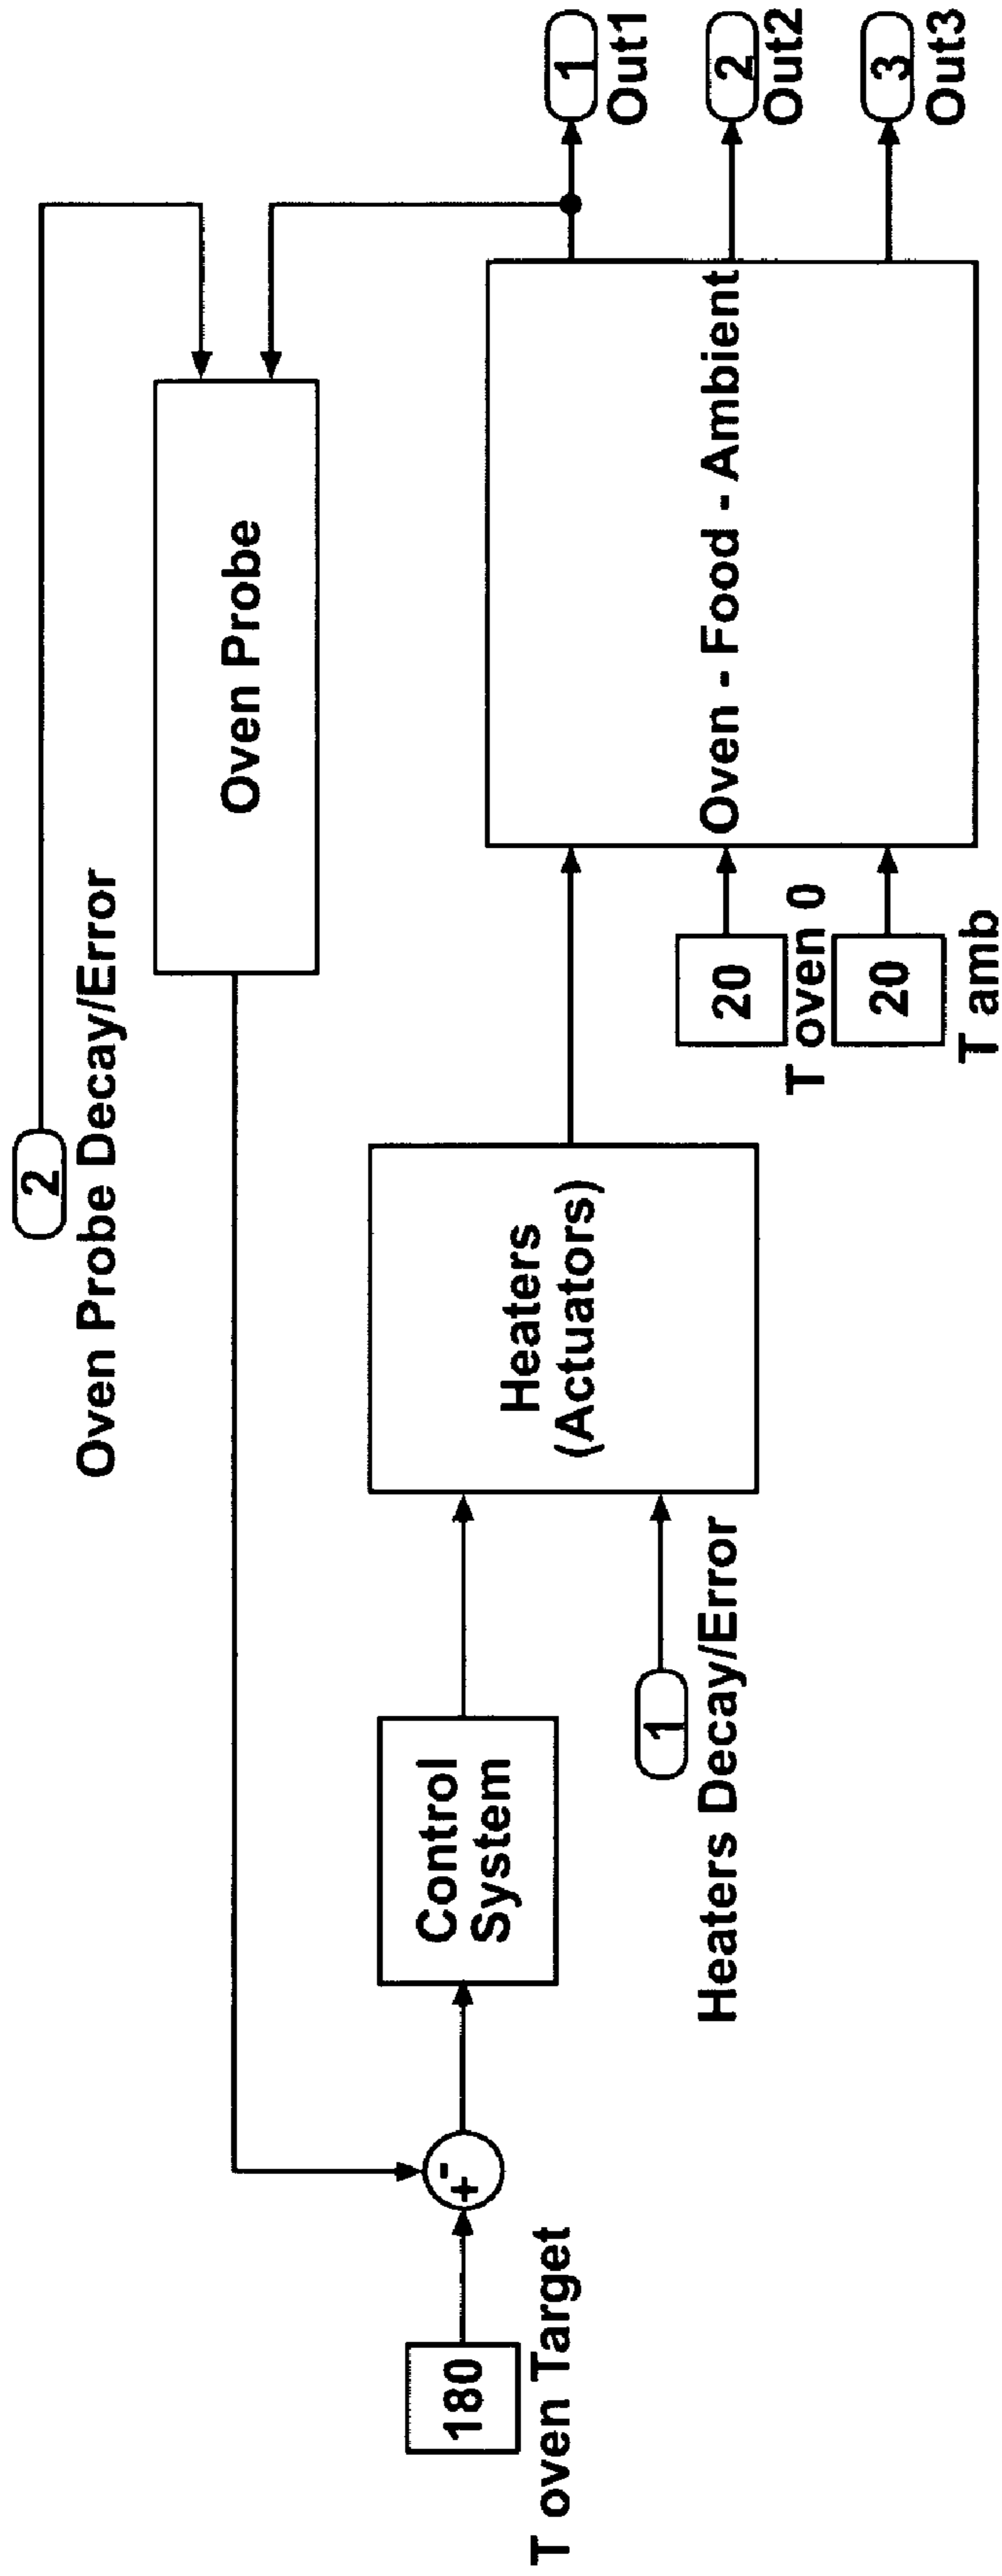 2
Oven Probe Decay/Error
Oven Probe
180
T oven Target
+
-
Control
System
1
Heaters Decay/Error
Heaters
(Actuators)
20
T oven 0
20
T amb
Oven - Food - Ambient
1
Out1
2
Out2
3
Out3